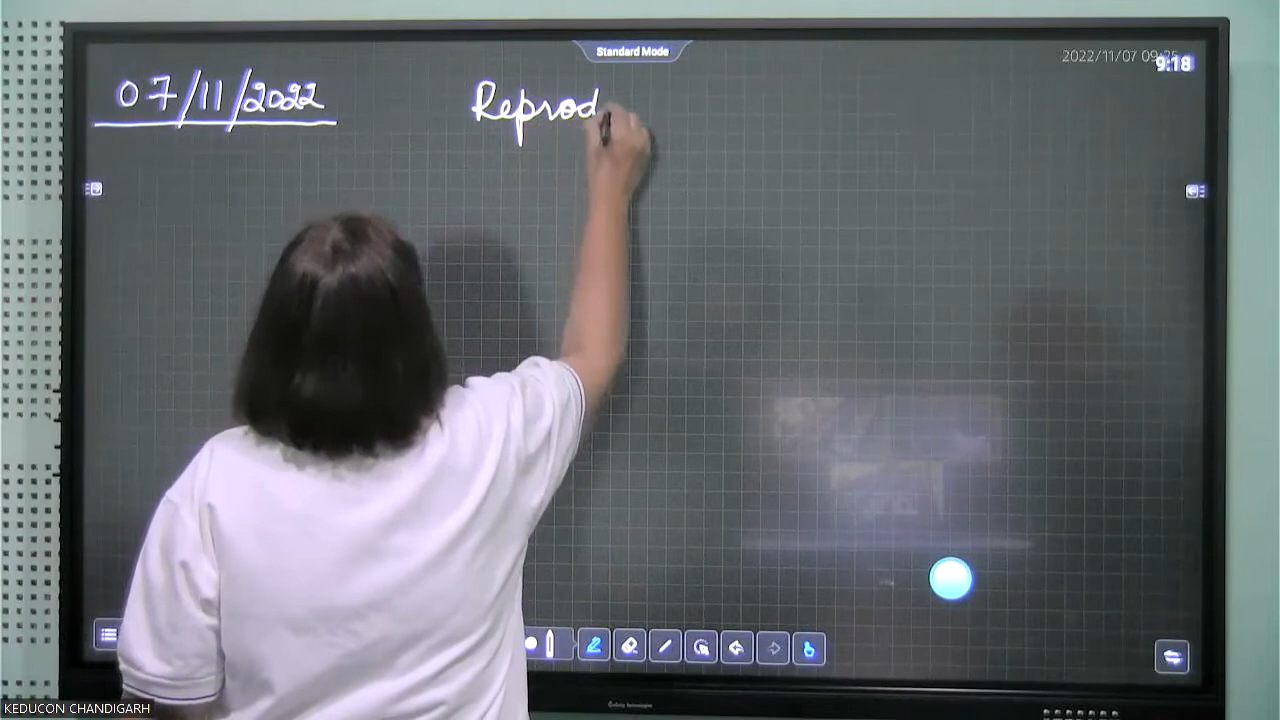 Standard Mode
2022/11/07 09:25
9:18
07/11/2022
Reprod
KEDUCON CHANDIGARH